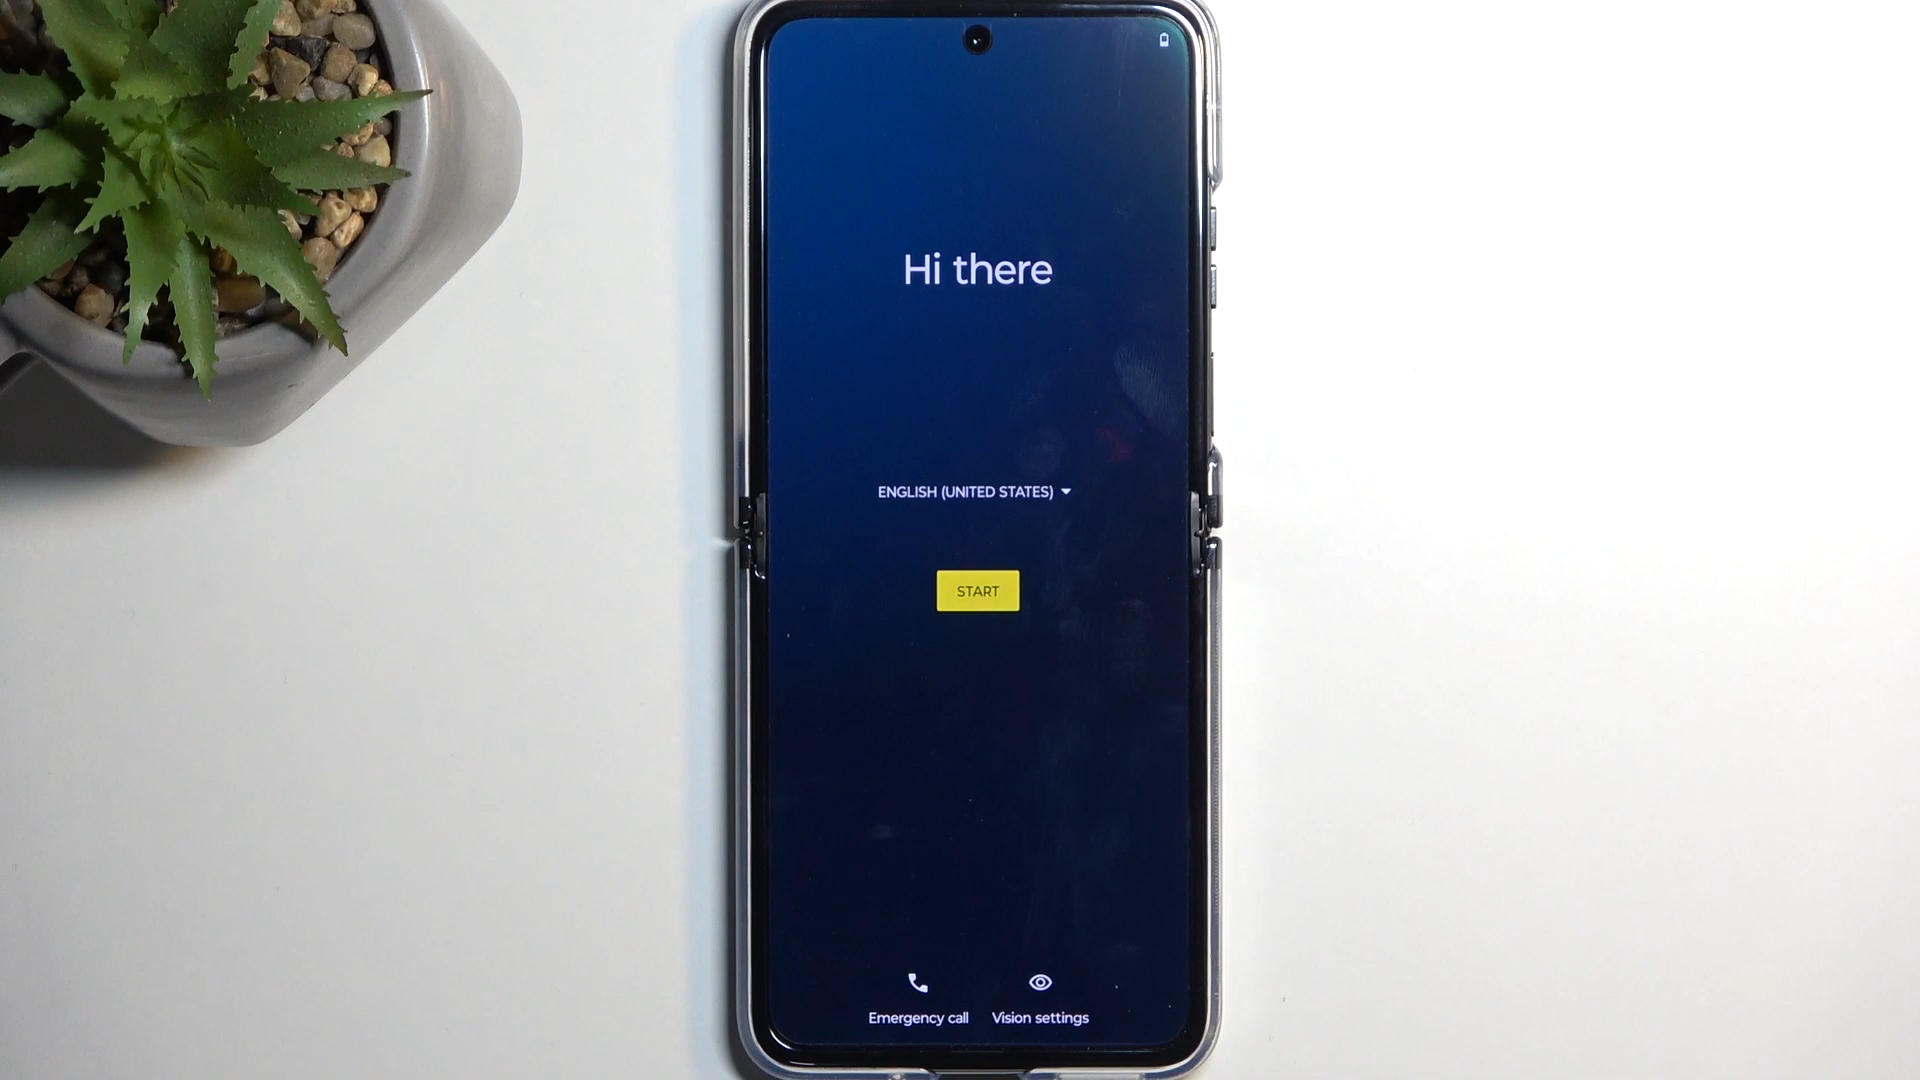 Hi there
ENGLISH (UNITED STATES)
START
Emergency call
Vision settings